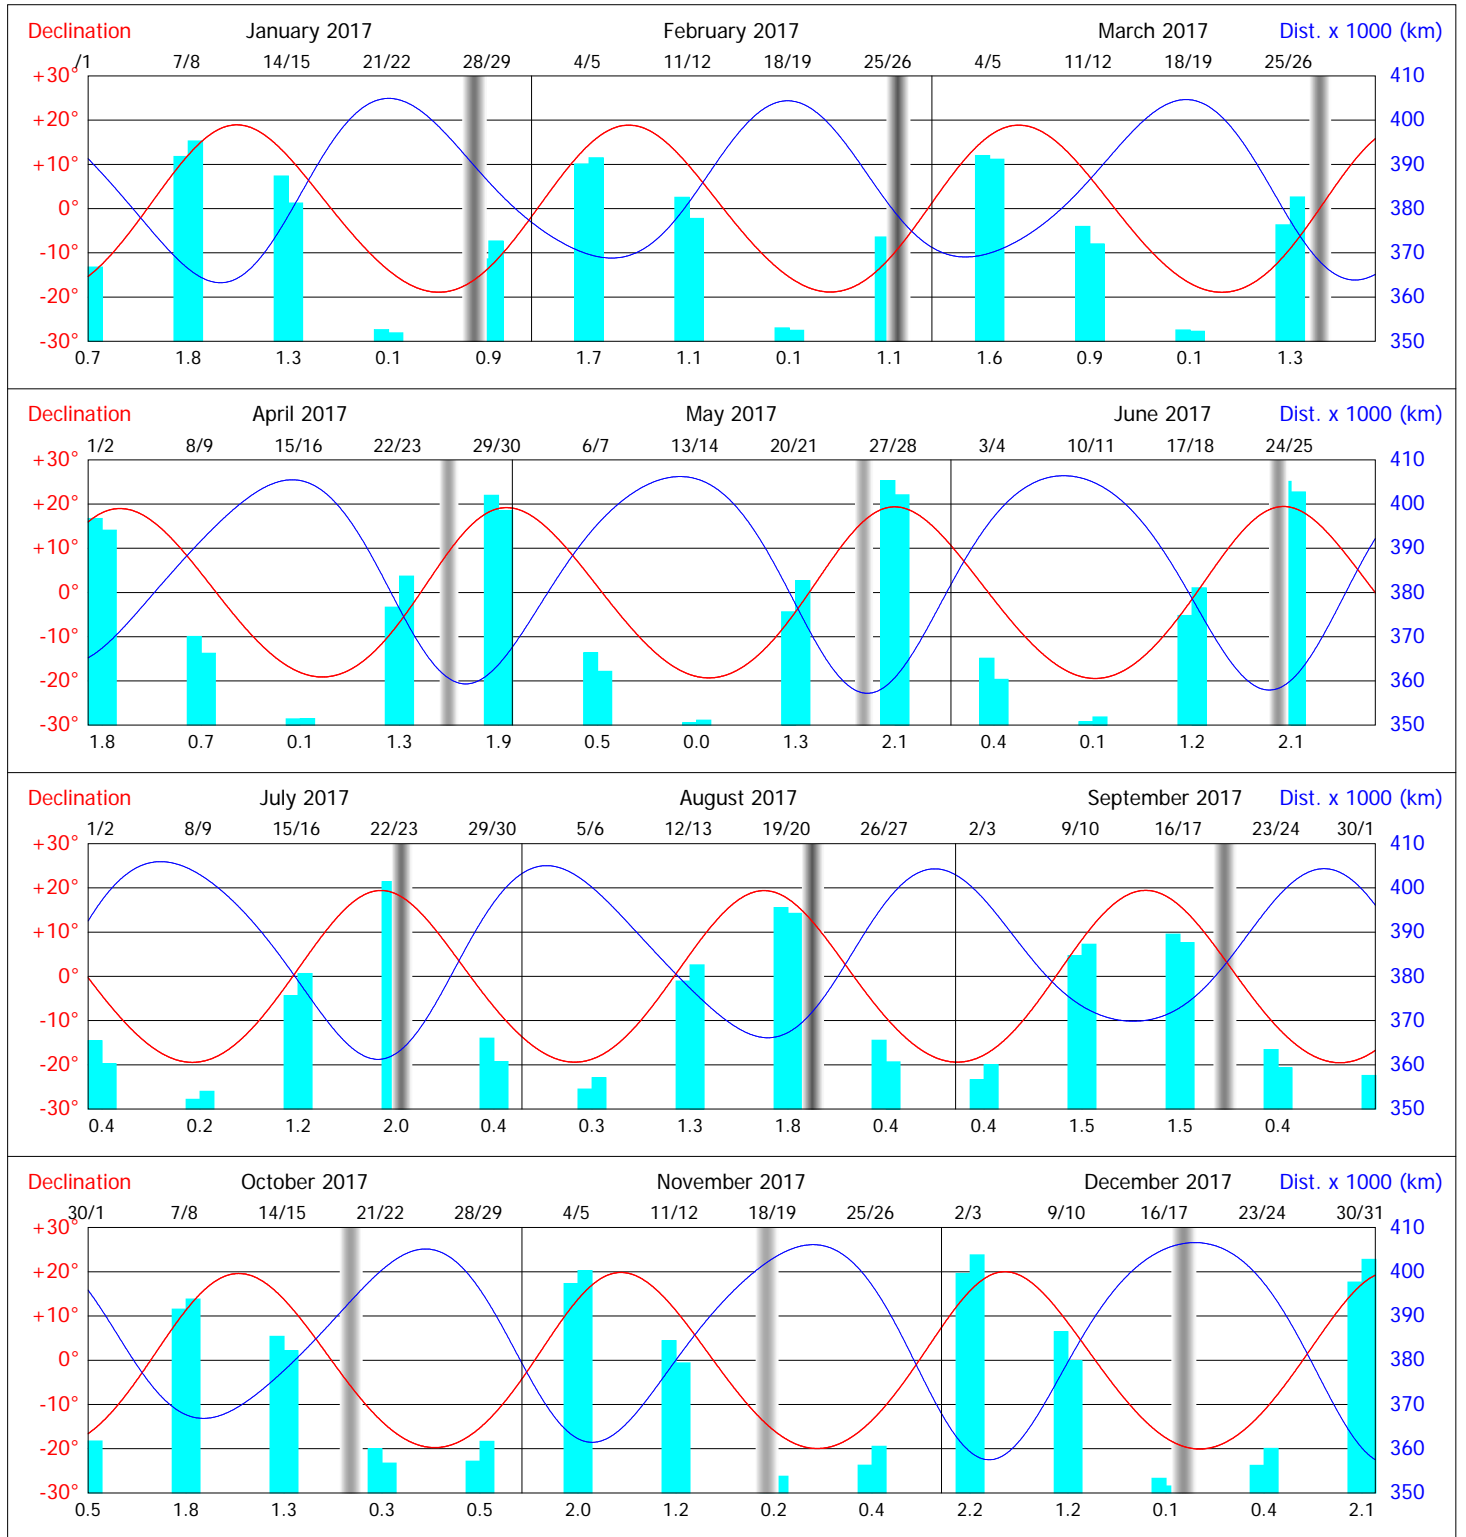 Declination January 2017 February 2017 March 2017 Dist. x 1000 (km)
/1 7/8 14/15 21/22 28/29 4/5 11/12 18/19 25/26 4/5 11/12 18/19 25/26
+30° 410
+20° 400
+10° 390
0° 380
-10° 370
-20° 360
-30° 350
0.7 1.8 1.3 0.1 0.9 1.7 1.1 0.1 1.1 1.6 0.9 0.1 1.3
Declination April 2017 May 2017 June 2017 Dist. x 1000 (km)
1/2 8/9 15/16 22/23 29/30 6/7 13/14 20/21 27/28 3/4 10/11 17/18 24/25
+30° 410
+20° 400
+10° 390
0° 380
-10° 370
-20° 360
-30° 350
1.8 0.7 0.1 1.3 1.9 0.5 0.0 1.3 2.1 0.4 0.1 1.2 2.1
Declination July 2017 August 2017 September 2017 Dist. x 1000 (km)
1/2 8/9 15/16 22/23 29/30 5/6 12/13 19/20 26/27 2/3 9/10 16/17 23/24 30/1
+30° 410
+20° 400
+10° 390
0° 380
-10° 370
-20° 360
-30° 350
0.4 0.2 1.2 2.0 0.4 0.3 1.3 1.8 0.4 0.4 1.5 1.5 0.4
Declination October 2017 November 2017 December 2017 Dist. x 1000 (km)
30/1 7/8 14/15 21/22 28/29 4/5 11/12 18/19 25/26 2/3 9/10 16/17 23/24 30/31
+30° 410
+20° 400
+10° 390
0° 380
-10° 370
-20° 360
-30° 350
0.5 1.8 1.3 0.3 0.5 2.0 1.2 0.2 0.4 2.2 1.2 0.1 0.4 2.1